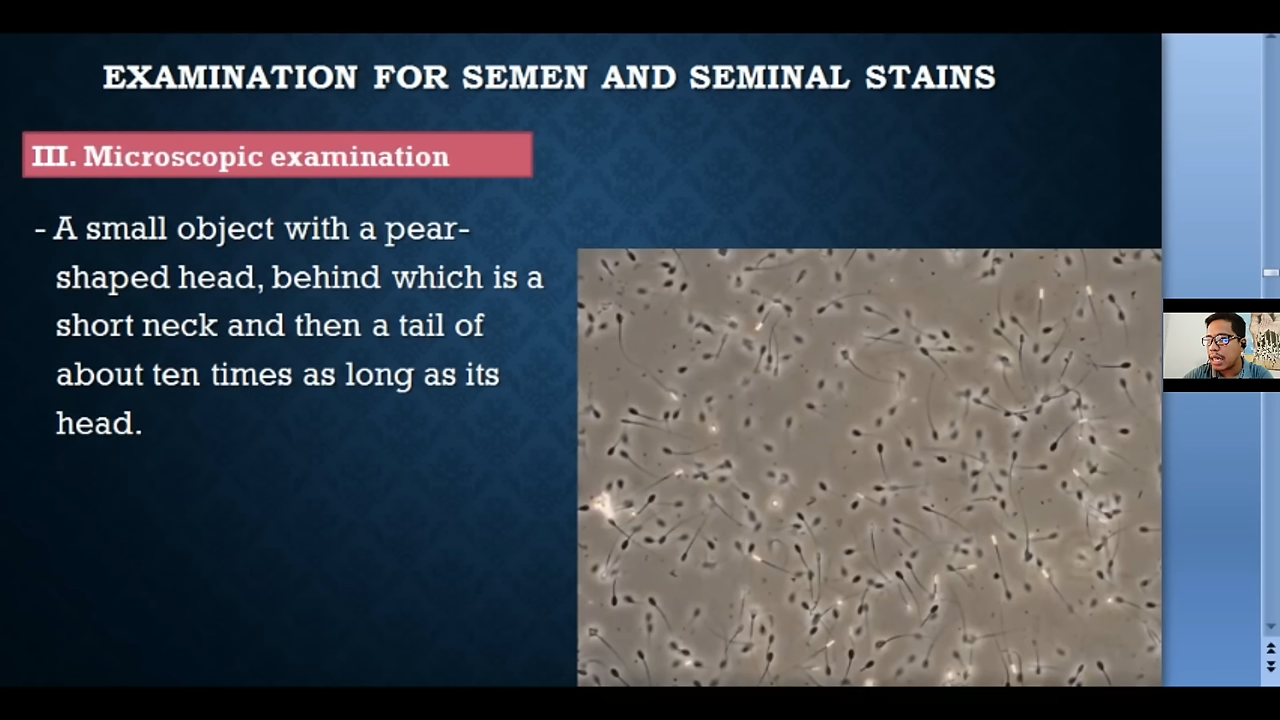 EXAMINATION FOR SEMEN AND SEMINAL STAINS
III. Microscopic examination
- A small object with a pear-
shaped head, behind which is a
short neck and then a tail of
about ten times as long as its
head.